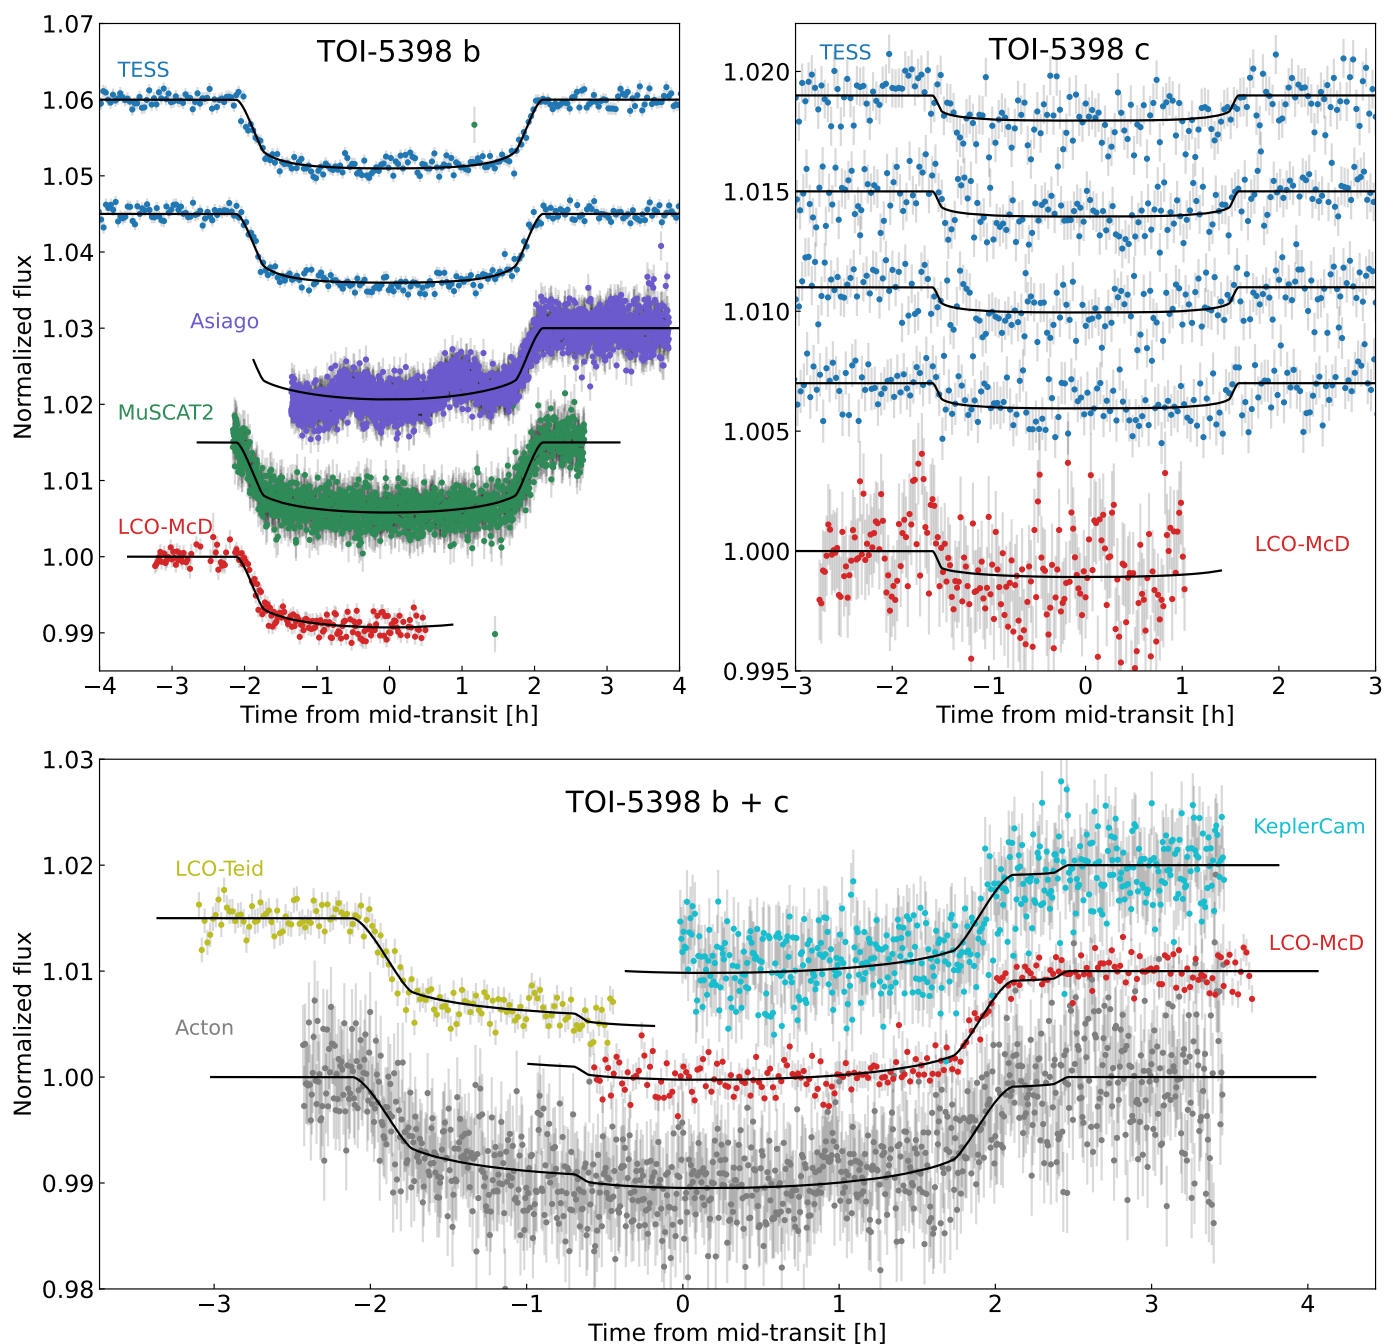 TOI-5398 b
TESS
Asiago
MuSCAT2
LCO-McD
1.07
1.06
1.05
1.04
1.03
1.02
1.01
1.00
0.99
Normalized flux
−4 −3 −2 −1 0 1 2 3 4
Time from mid-transit [h]
TOI-5398 c
TESS
LCO-McD
1.020
1.015
1.010
1.005
1.000
0.995
−3 −2 −1 0 1 2 3
Time from mid-transit [h]
TOI-5398 b + c
KeplerCam
LCO-Teid
LCO-McD
Acton
1.03
1.02
1.01
1.00
0.99
0.98
Normalized flux
−3 −2 −1 0 1 2 3 4
Time from mid-transit [h]